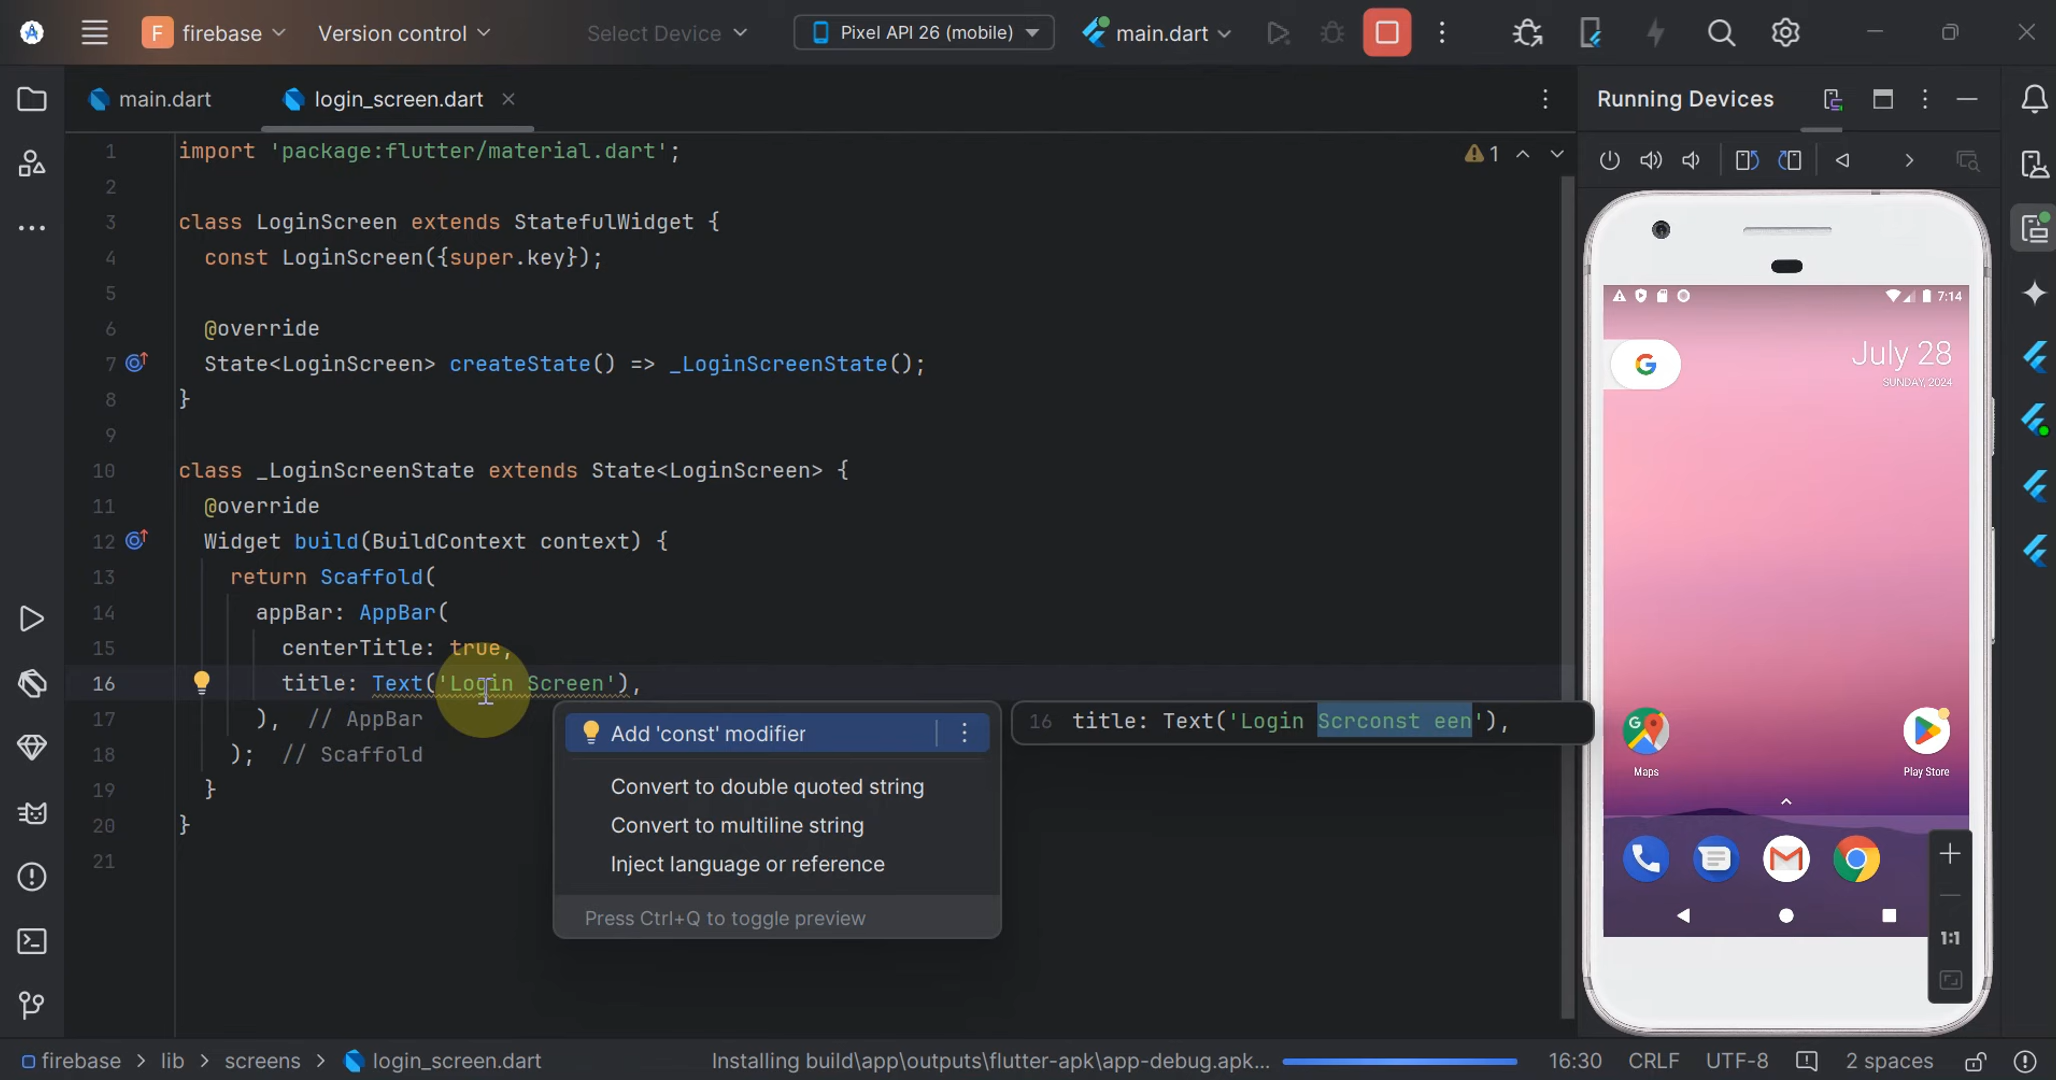 F firebase Version control Select Device Pixel API 26 (mobile) main.dart
main.dart login_screen.dart Running Devices
1 import 'package:flutter/material.dart'; 1
2
3 class LoginScreen extends StatefulWidget {
4 const LoginScreen({super.key});
5
6 @override
7 State<LoginScreen> createState() => _LoginScreenState();
8 }
9
10 class _LoginScreenState extends State<LoginScreen> {
11 @override
12 Widget build(BuildContext context) {
13 return Scaffold(
14 appBar: AppBar(
15 centerTitle: true,
16 title: Text('Login Screen'),
17 ), // AppBar
18 ); // Scaffold
19 }
20 }
21
Add 'const' modifier
Convert to double quoted string
Convert to multiline string
Inject language or reference
Press Ctrl+Q to toggle preview
16 title: Text('Login Scrconst een'),
7:14
G
July 28
SUNDAY, 2024
Maps Play Store
1:1
firebase > lib > screens > login_screen.dart Installing build\app\outputs\flutter-apk\app-debug.apk... 16:30 CRLF UTF-8 2 spaces